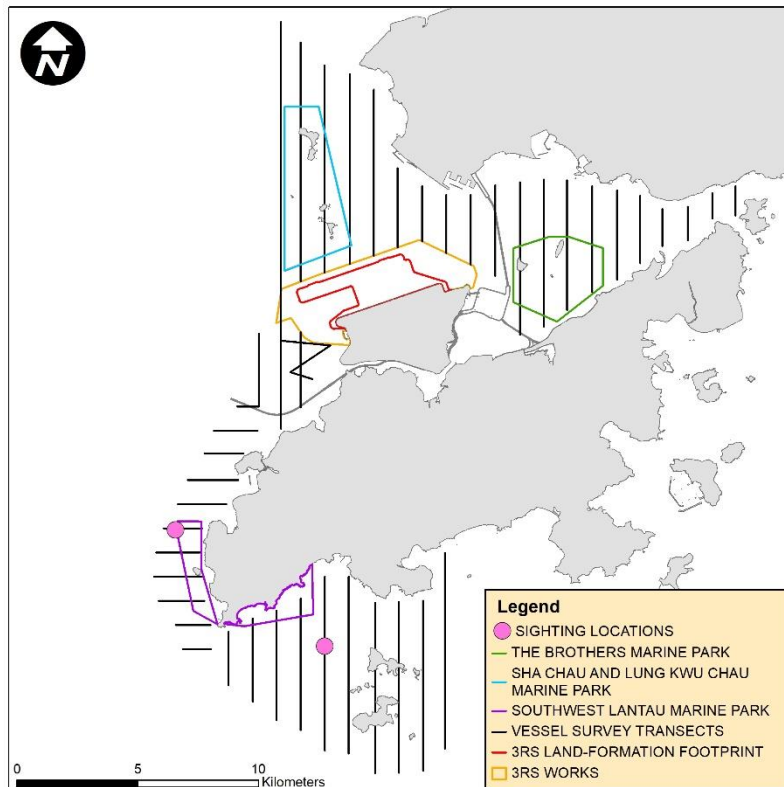 N
Legend
SIGHTING LOCATIONS
THE BROTHERS MARINE PARK
SHA CHAU AND LUNG KWU CHAU
MARINE PARK
SOUTHWEST LANTAU MARINE PARK
VESSEL SURVEY TRANSECTS
3RS LAND-FORMATION FOOTPRINT
3RS WORKS
0 5 10
Kilometers